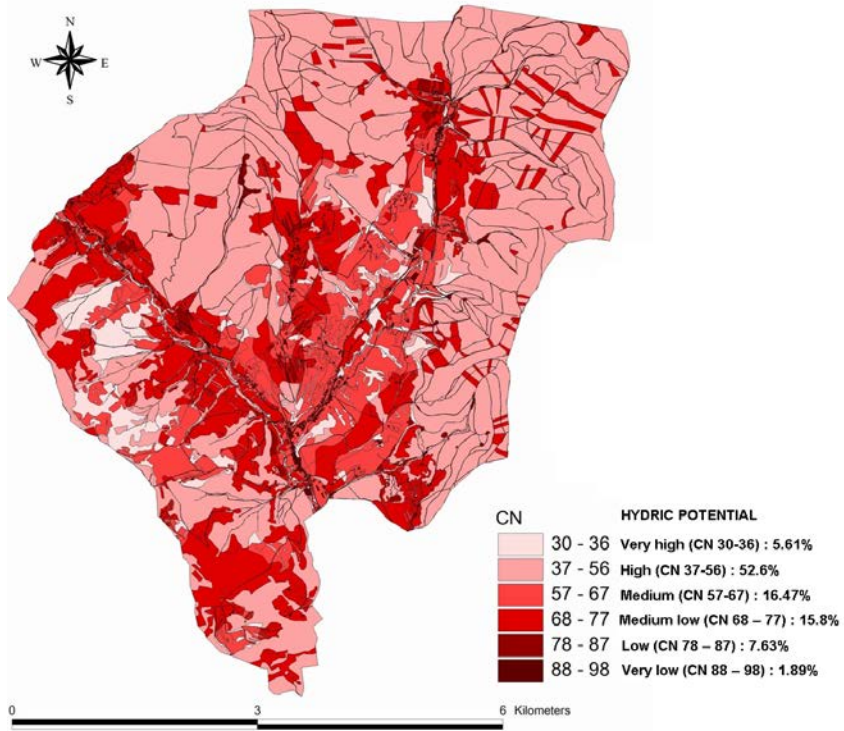 N
W E
S
CN HYDRIC POTENTIAL
30 - 36 Very high (CN 30-36) : 5.61%
37 - 56 High (CN 37-56) : 52.6%
57 - 67 Medium (CN 57-67) : 16.47%
68 - 77 Medium low (CN 68 – 77) : 15.8%
78 - 87 Low (CN 78 – 87) : 7.63%
88 - 98 Very low (CN 88 – 98) : 1.89%
0 3 6 Kilometers